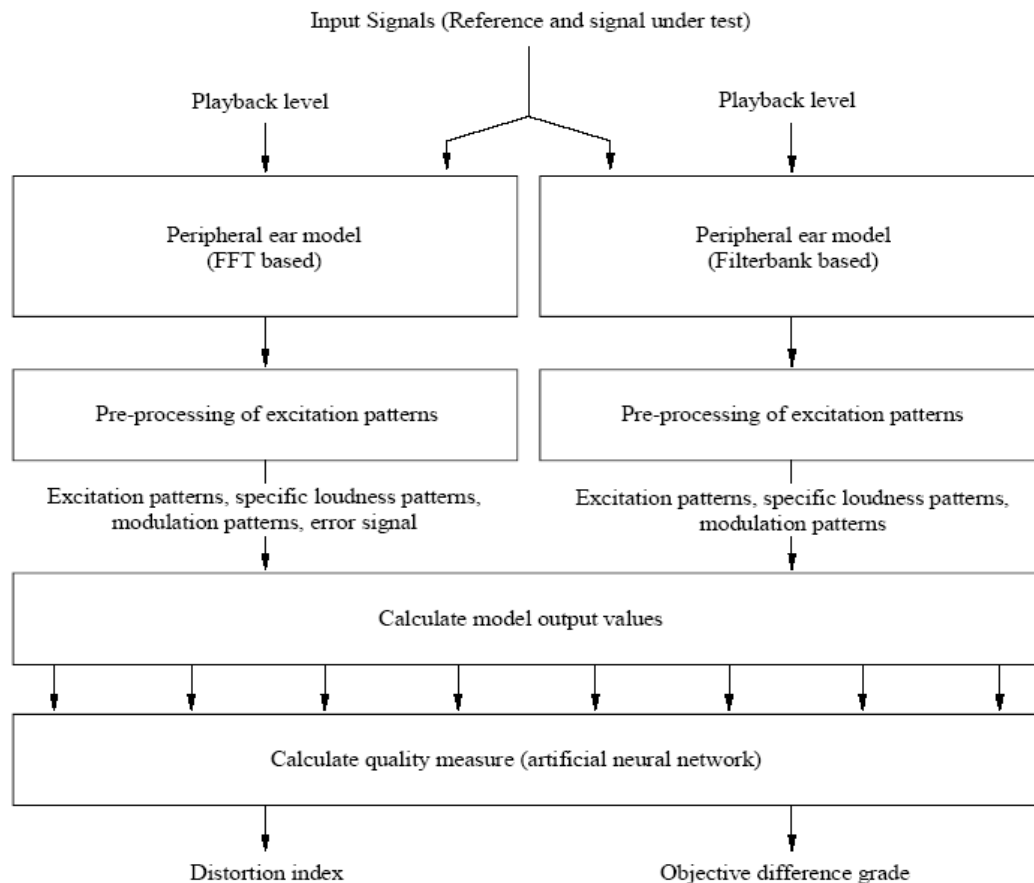 Input Signals (Reference and signal under test)
Playback level
Playback level
Peripheral ear model
(FFT based)
Peripheral ear model
(Filterbank based)
Pre-processing of excitation patterns
Pre-processing of excitation patterns
Excitation patterns, specific loudness patterns,
modulation patterns, error signal
Excitation patterns, specific loudness patterns,
modulation patterns
Calculate model output values
Calculate quality measure (artificial neural network)
Distortion index
Objective difference grade